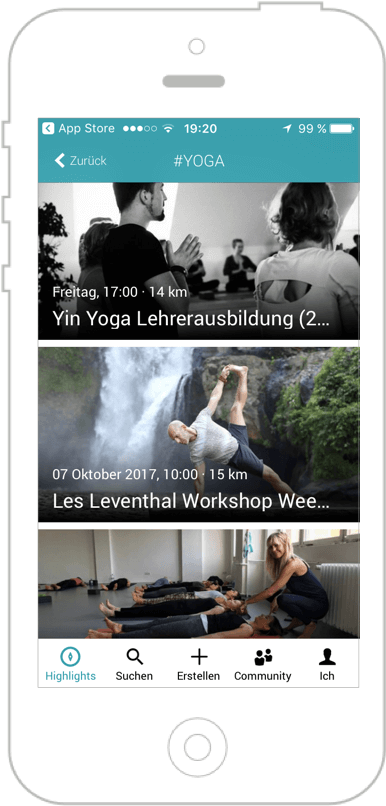 App Store 19:20 99 %
Zurück #YOGA
Freitag, 17:00 · 14 km
Yin Yoga Lehrerausbildung (2...
07 Oktober 2017, 10:00 · 15 km
Les Leventhal Workshop Wee...
Highlights Suchen Erstellen Community Ich